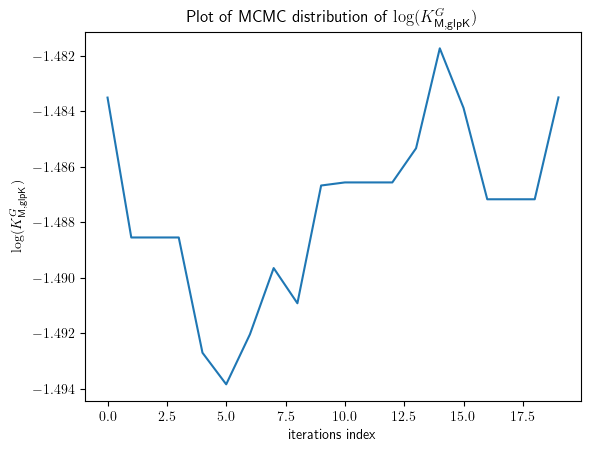 Plot of MCMC distribution of log(K^G_{M,glpK})
log(K^G_{M,glpK})
−1.482
−1.484
−1.486
−1.488
−1.490
−1.492
−1.494
0.0 2.5 5.0 7.5 10.0 12.5 15.0 17.5
iterations index